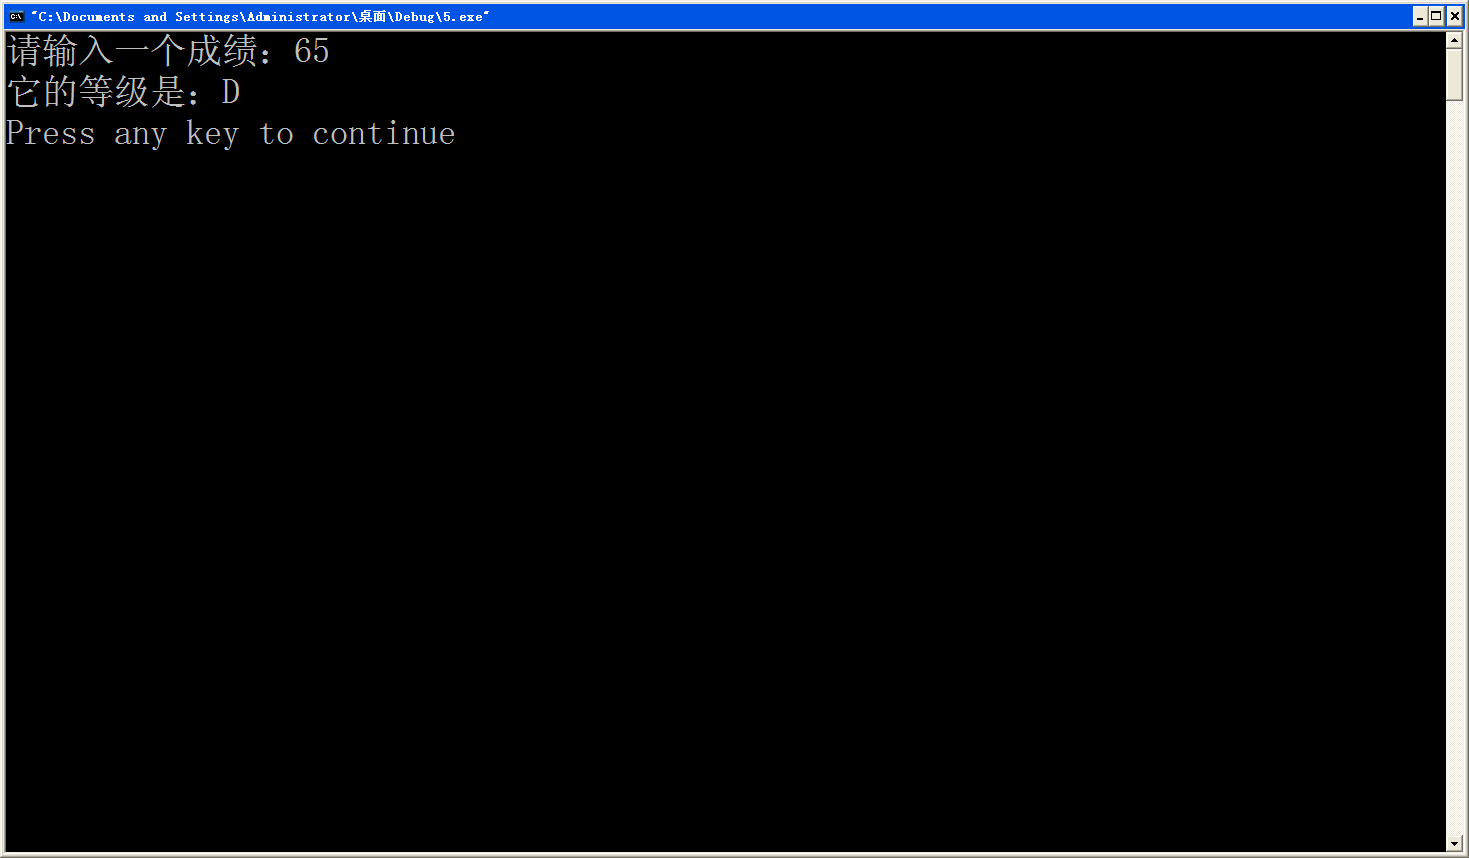 "C:\Documents and Settings\Administrator\桌面\Debug\5.exe"
请输入一个成绩：65
它的等级是：D
Press any key to continue